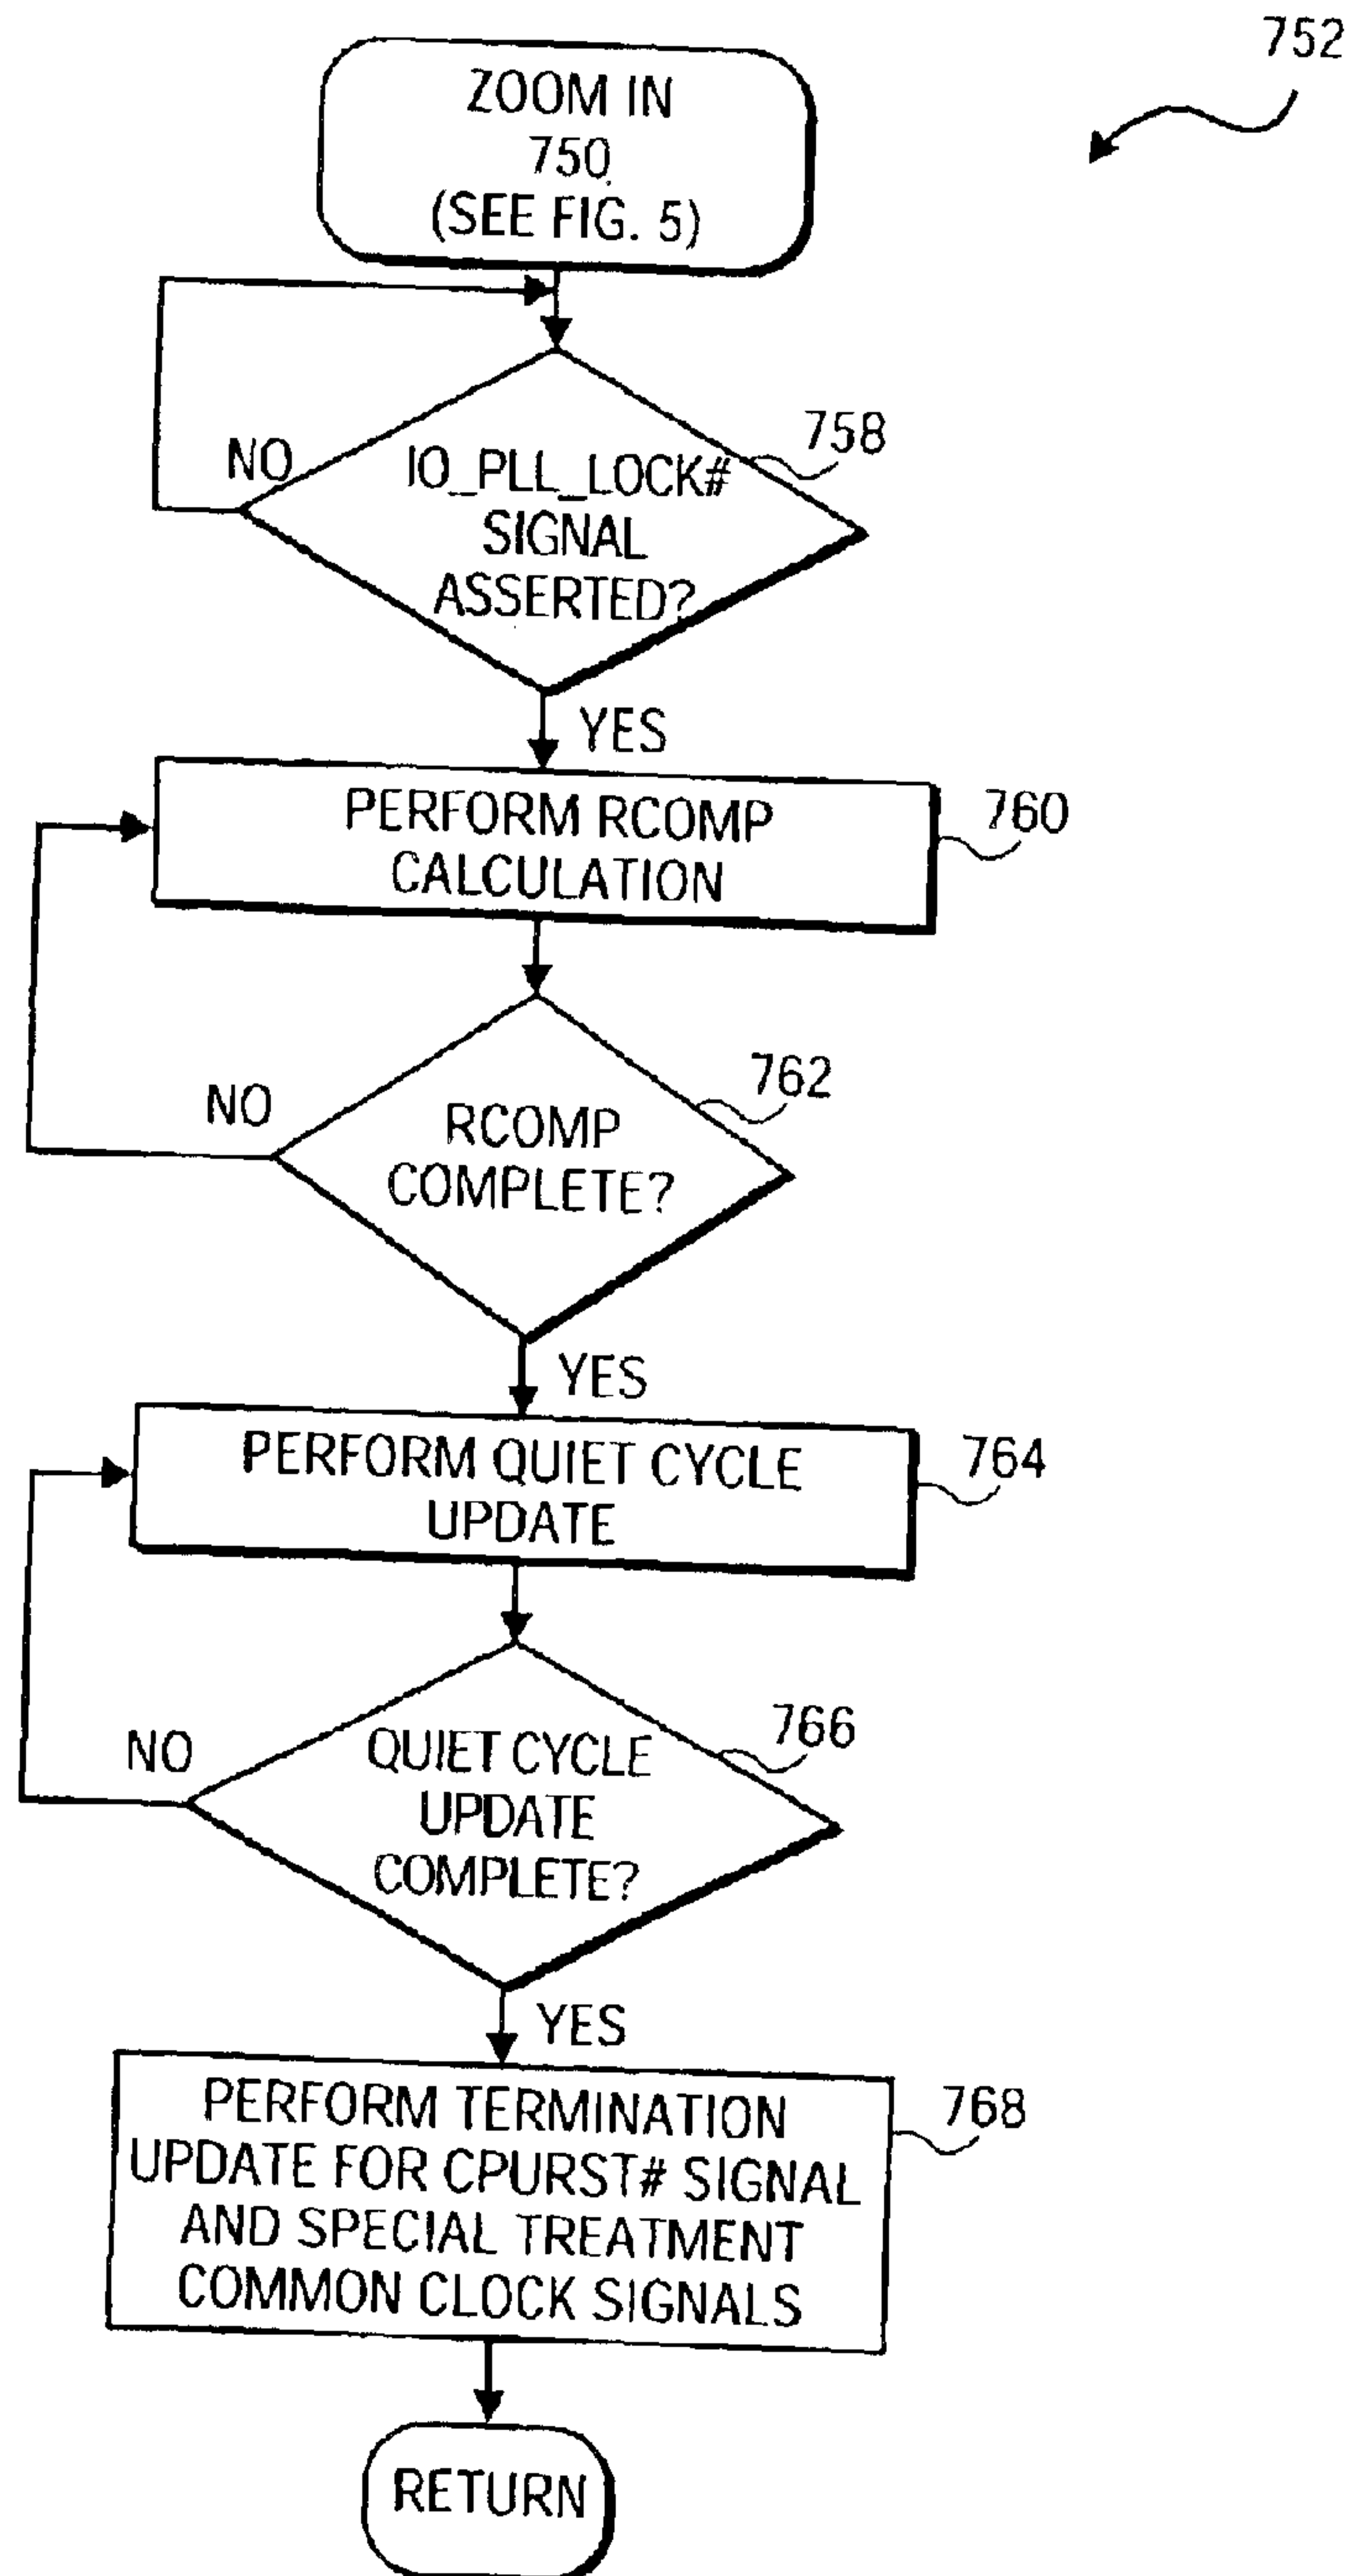 752
ZOOM IN
750
(SEE FIG. 5)
758
NO
IO_PLL_LOCK#
SIGNAL
ASSERTED?
YES
PERFORM RCOMP
CALCULATION
760
762
NO
RCOMP
COMPLETE?
YES
PERFORM QUIET CYCLE
UPDATE
764
766
NO
QUIET CYCLE
UPDATE
COMPLETE?
YES
PERFORM TERMINATION
UPDATE FOR CPURST# SIGNAL
AND SPECIAL TREATMENT
COMMON CLOCK SIGNALS
768
RETURN